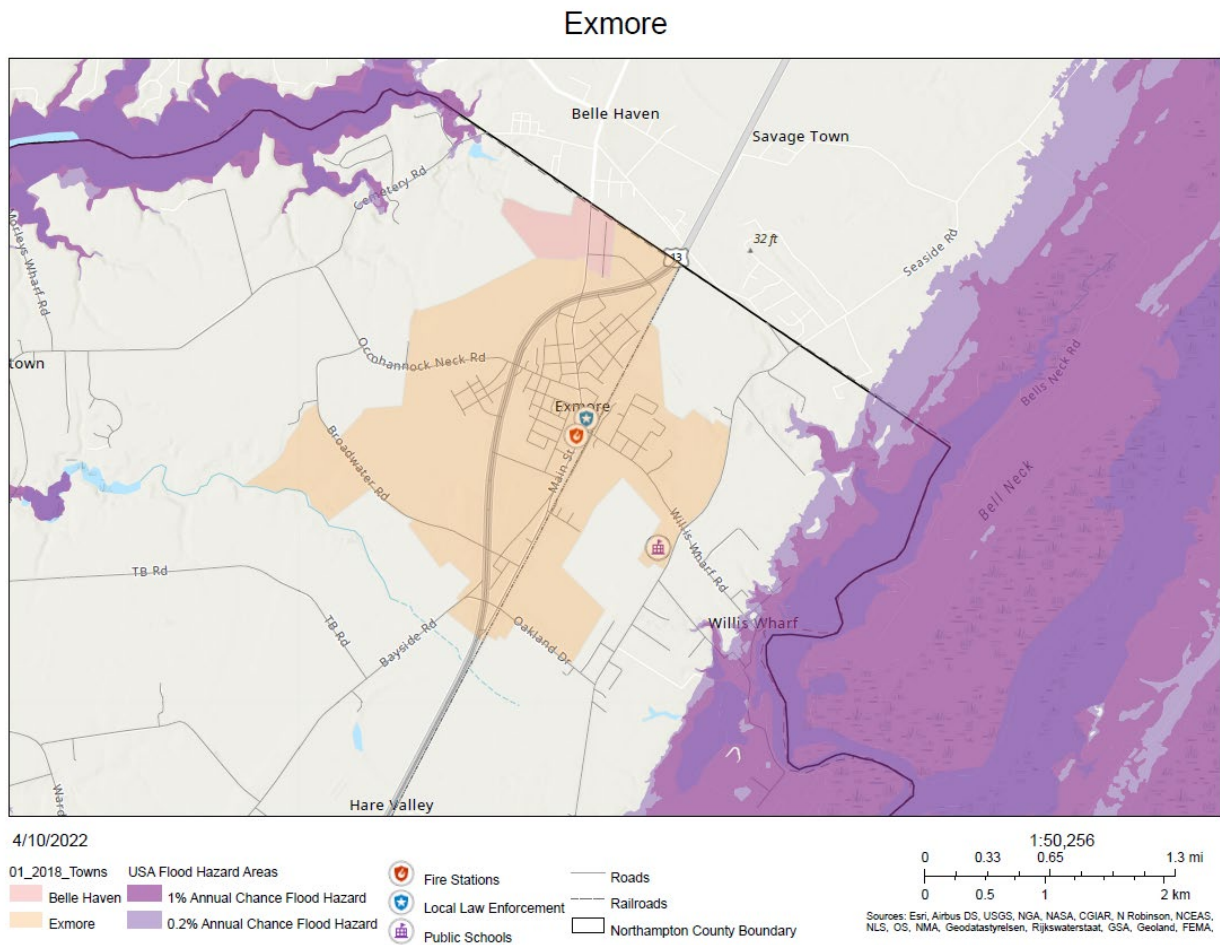 Exmore
Belle Haven
Savage Town
Cemetery Rd
Morleys Wharf Rd
32 ft
13
Seaside Rd
town
Occohannock Neck Rd
Bells Neck Rd
Exmore
Broadwater Rd
Main St
Bell Neck
Willis Wharf Rd
TB Rd
TB Rd
Willis Wharf
Bayside Rd
Oakland Dr
Ward
Hare Valley
4/10/2022
1:50,256
0 0.33 0.65 1.3 mi
0 0.5 1 2 km
01_2018_Towns
Belle Haven
Exmore
USA Flood Hazard Areas
1% Annual Chance Flood Hazard
0.2% Annual Chance Flood Hazard
Fire Stations
Local Law Enforcement
Public Schools
Roads
Railroads
Northampton County Boundary
Sources: Esri, Airbus DS, USGS, NGA, NASA, CGIAR, N Robinson, NCEAS,
NLS, OS, NMA, Geodatastyrelsen, Rijkswaterstaat, GSA, Geoland, FEMA,